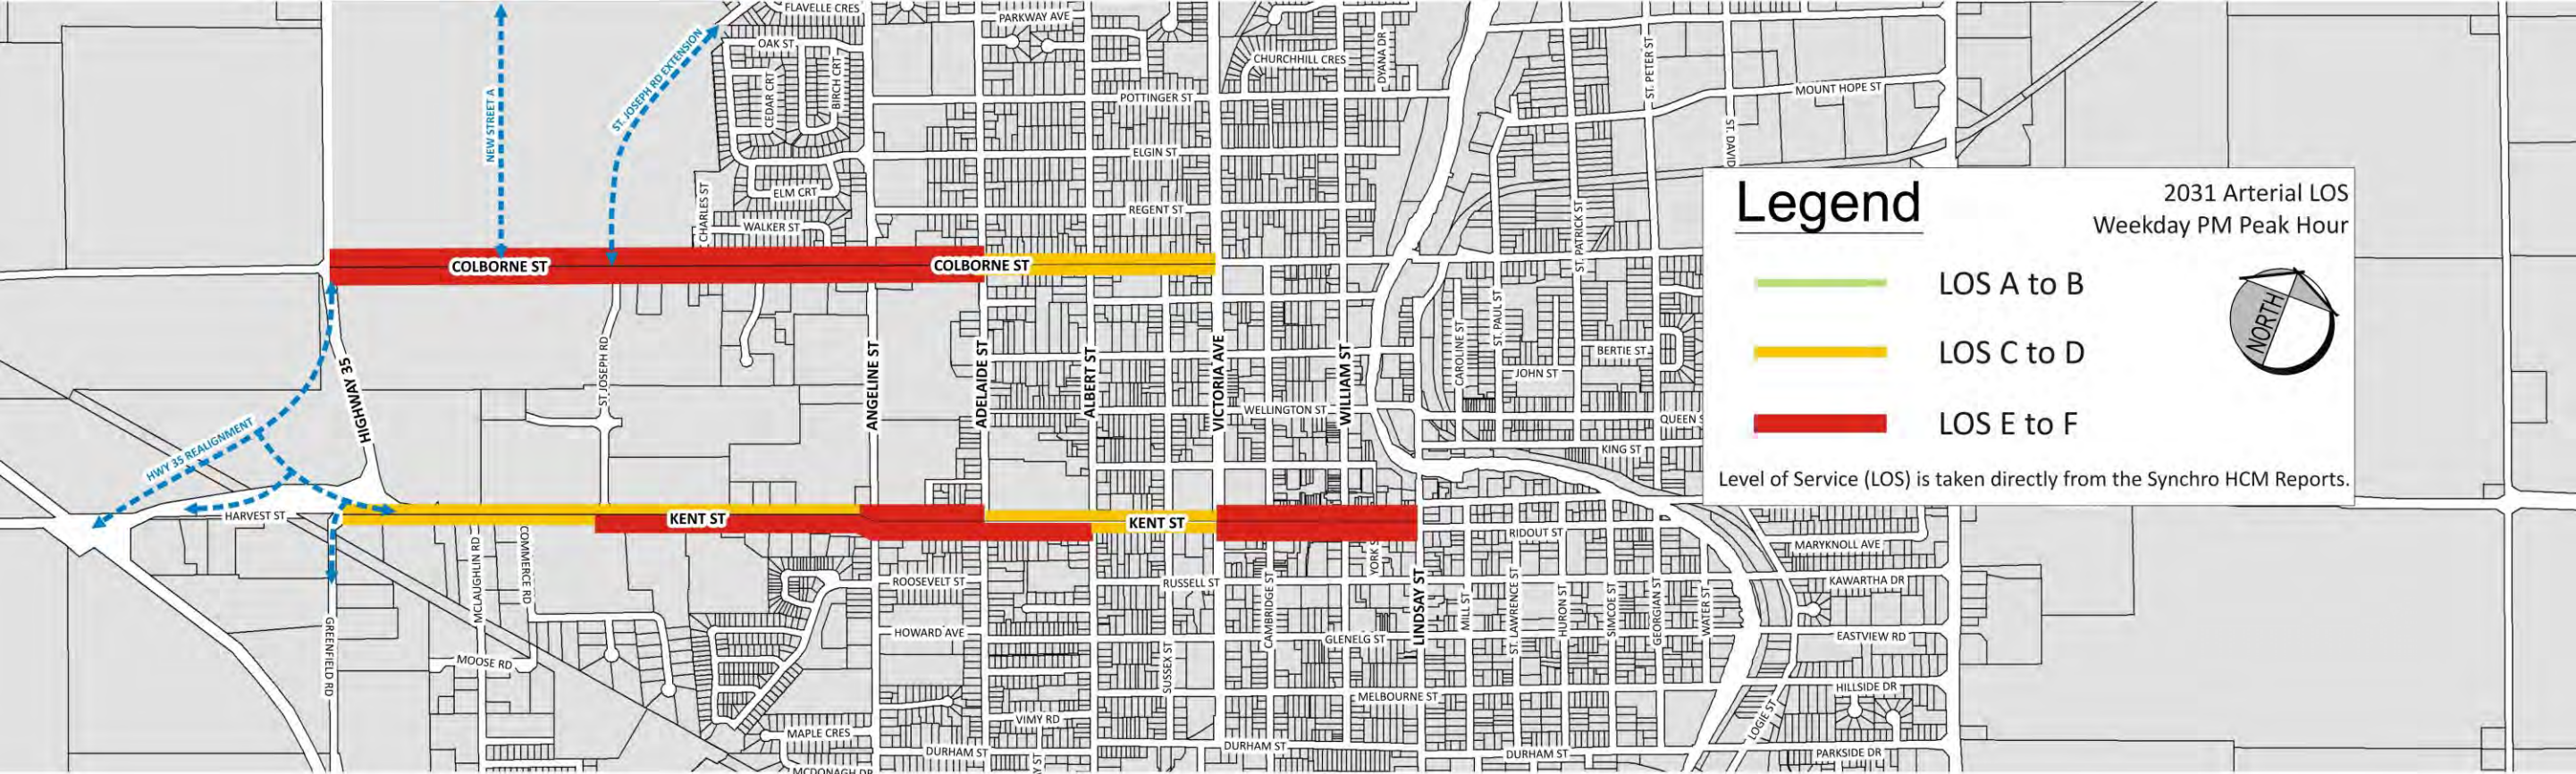 FLAVELLE CRES
PARKWAY AVE
OAK ST
CHURCHHILL CRES
DYANA DR
ST. PETER ST
CEDAR CRT
BIRCH CRT
NEW STREET A
ST. JOSEPH RD EXTENSION
POTTINGER ST
MOUNT HOPE ST
ST. DAVID
ELGIN ST
ELM CRT
CHARLES ST
REGENT ST
WALKER ST
ST. PATRICK ST
COLBORNE ST
COLBORNE ST
Legend
2031 Arterial LOS
Weekday PM Peak Hour
LOS A to B
NORTH
LOS C to D
LOS E to F
Level of Service (LOS) is taken directly from the Synchro HCM Reports.
HIGHWAY 35
ST JOSEPH RD
ANGELINE ST
ADELAIDE ST
ALBERT ST
VICTORIA AVE
WILLIAM ST
CAROLINE ST
ST. PAUL ST
BERTIE ST
JOHN ST
WELLINGTON ST
QUEEN S
KING ST
HWY 35 REALIGNMENT
HARVEST ST
KENT ST
KENT ST
RIDOUT ST
MARYKNOLL AVE
MCLAUGHLIN RD
COMMERCE RD
YORK S
ROOSEVELT ST
RUSSELL ST
CAMBRIDGE ST
LINDSAY ST
MILL ST
ST. LAWRENCE ST
HURON ST
SIMCOE ST
GEORGIAN ST
WATER ST
KAWARTHA DR
GREENFIELD RD
HOWARD AVE
GLENELG ST
EASTVIEW RD
MOOSE RD
SUSSEX ST
MELBOURNE ST
HILLSIDE DR
VIMY RD
LOGIE ST
MAPLE CRES
DURHAM ST
DURHAM ST
DURHAM ST
PARKSIDE DR
MCDONAGH DR